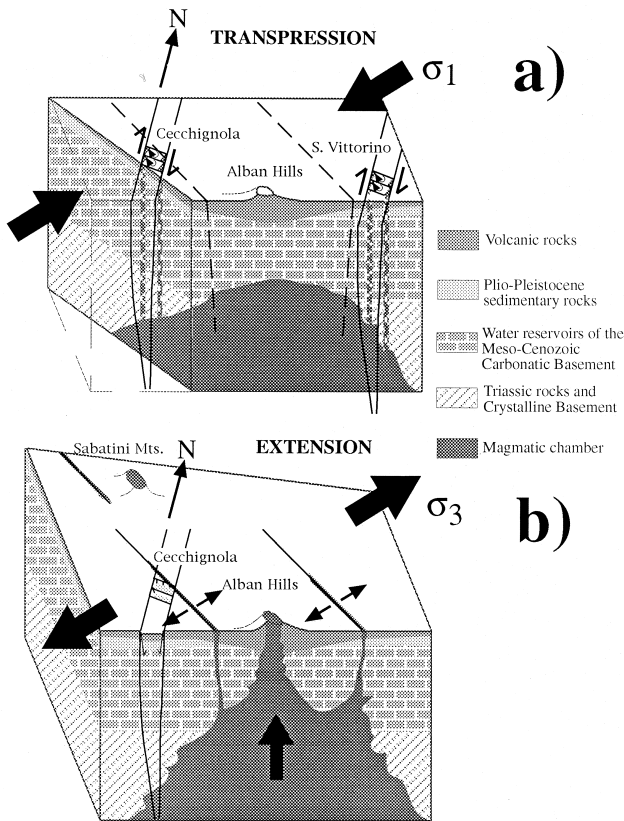 N
TRANSPRESSION
σ1
a)
Cecchignola
S. Vittorino
Alban Hills
Volcanic rocks
Plio-Pleistocene
sedimentary rocks
Water reservoirs of the
Meso-Cenozoic
Carbonatic Basement
Triassic rocks and
Crystalline Basement
Magmatic chamber
Sabatini Mts.
N
EXTENSION
σ3
b)
Cecchignola
Alban Hills